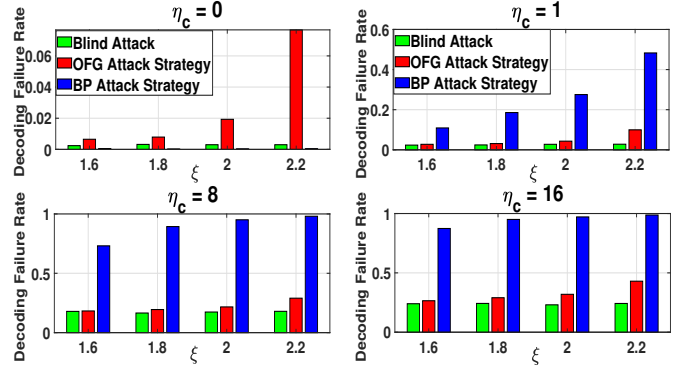 η_c = 0
Decoding Failure Rate
0.06
0.04
0.02
0
Blind Attack
OFG Attack Strategy
BP Attack Strategy
1.6 1.8 2 2.2
ξ
η_c = 1
Decoding Failure Rate
0.6
0.4
0.2
0
Blind Attack
OFG Attack Strategy
BP Attack Strategy
1.6 1.8 2 2.2
ξ
η_c = 8
Decoding Failure Rate
1
0.5
0
1.6 1.8 2 2.2
ξ
η_c = 16
Decoding Failure Rate
1
0.5
0
1.6 1.8 2 2.2
ξ